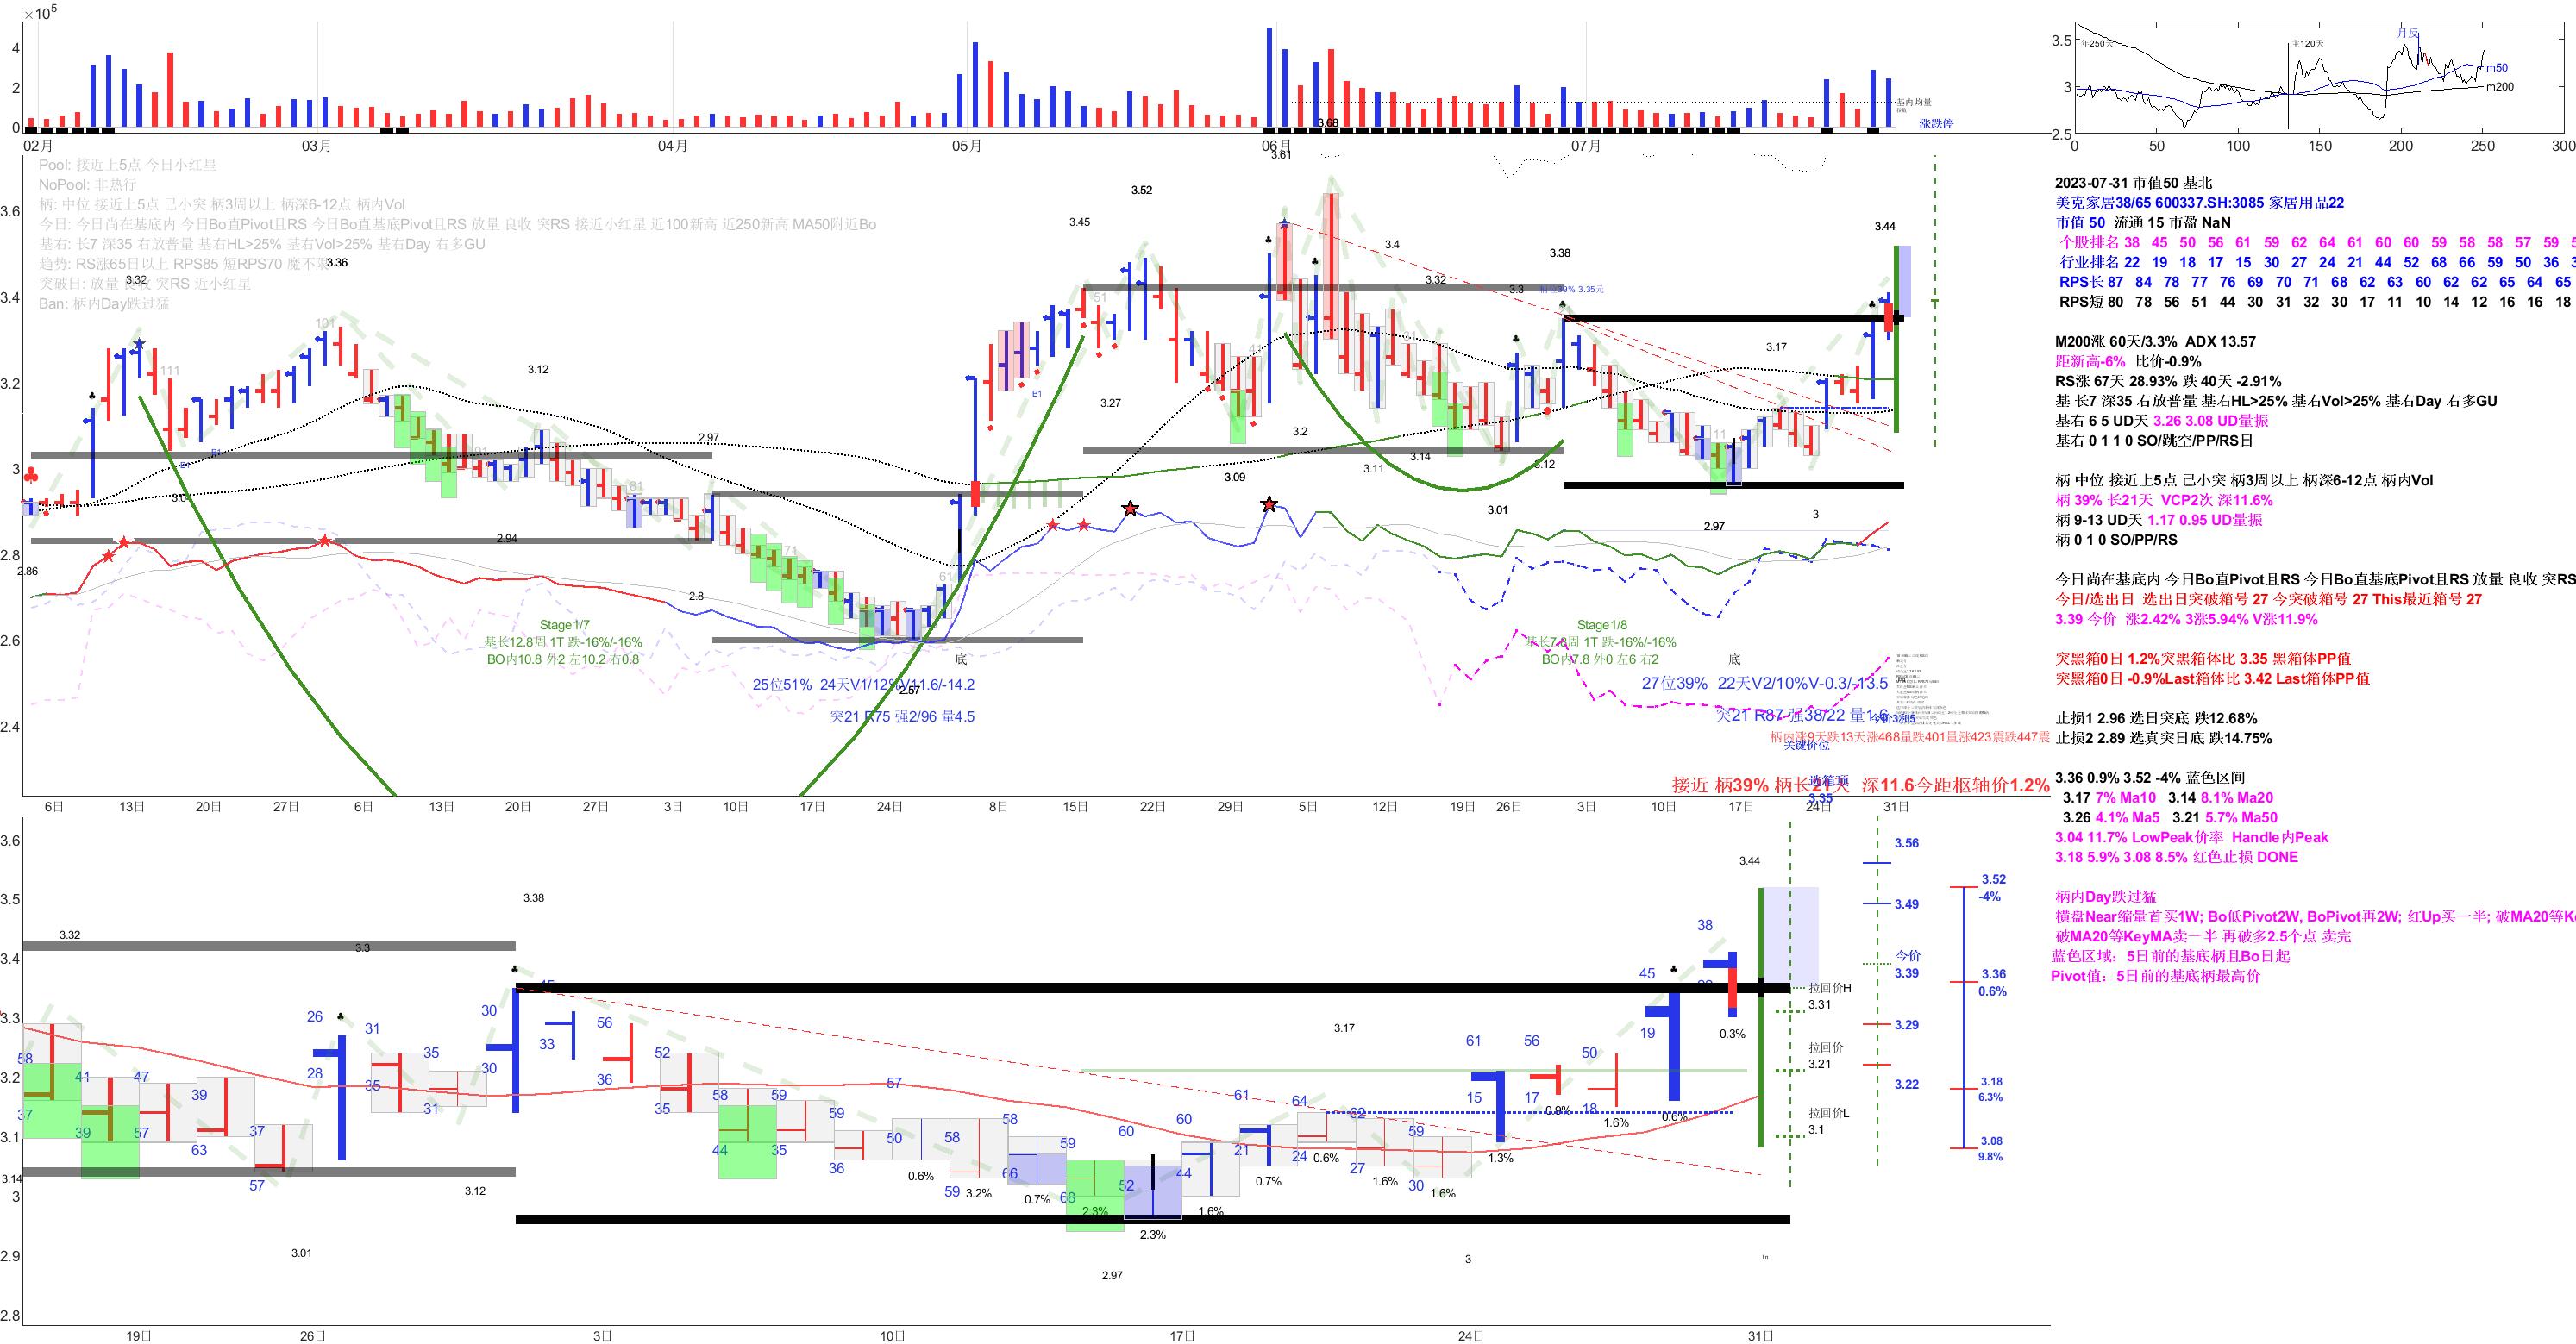 ×10⁵
4
2
0
02月 03月 04月 05月 06月 07月
基内均量
涨跌停
3.68
3.61
Pool: 接近上5点 今日小红星
NoPool: 非热行
柄: 中位 接近上5点 己小突 柄3周以上 柄深6-12点 柄内Vol
今日: 今日尚在基底内 今日Bo直Pivot且RS 今日Bo直基底Pivot且RS 放量 良收 突RS 接近小红星 近100新高 近250新高 MA50附近Bo
基右: 长7 深35 右放普量 基右HL>25% 基右Vol>25% 基右Day 右多GU
趋势: RS涨65日以上 RPS85 短RPS70 魔不限
突破日: 放量 良收 突RS 近小红星
Ban: 柄内Day跌过猛
3.6
3.4
3.2
3
2.8
2.6
2.4
3.32 3.36 3.12 2.97 2.94 2.86 2.8 2.57
3.45 3.52 3.27 3.4 3.32 3.3 3.38 3.44
3.2 3.11 3.14 3.12 3.09 3.01 2.97 3 3.17
111 101 81 71 61 51
B1
Stage1/7
基长12.8周 1T 跌-16%/-16%
BO内10.8 外2 左10.2 右0.8
底
25位51% 24天V1/12%V11.6/-14.2
突21 R75 强2/96 量4.5
Stage1/8
基长7.8周 1T 跌-16%/-16%
BO内7.8 外0 左6 右2
底
27位39% 22天V2/10%V-0.3/-13.5
突21 R87 强38/22 量1.6
柄内涨9天跌13天涨468量跌401量涨423震跌447震
关键价位
选箱顶
3.35
接近 柄39% 柄长21天 深11.6今距枢轴价1.2%
6日 13日 20日 27日 6日 13日 20日 27日 3日 10日 17日 24日 8日 15日 22日 29日 5日 12日 19日 26日 3日 10日 17日 24日 31日
3.6
3.5
3.4
3.3
3.2
3.1
3
2.9
2.8
3.32 3.3 3.38 3.17 3.44
3.14 3.12 3.01 2.97 3
58 41 47 39 37 26 31 35 30 56 52 58 59 59 50 57 58 58 59 60 60 61 64 62 59 61 56 50 45 38
37 39 57 63 57 28 35 31 30 33 36 35 44 35 36 59 66 68 52 44 21 24 27 30 15 17 18 19
0.6% 3.2% 0.7% 2.3% 2.3% 1.6% 0.7% 0.6% 1.6% 1.6% 1.3% 0.9% 1.6% 0.6% 0.3%
拉回价H
3.31
拉回价
3.21
拉回价L
3.1
3.56
3.49
今价
3.39
3.29
3.22
3.52
-4%
3.36
0.6%
3.18
6.3%
3.08
9.8%
19日 26日 3日 10日 17日 24日 31日
3.5
3
2.5
年250天 主120天 月反
m50
m200
0 50 100 150 200 250 300
2023-07-31 市值50 基北
美克家居38/65 600337.SH:3085 家居用品22
市值 50 流通 15 市盈 NaN
个股排名 38 45 50 56 61 59 62 64 61 60 60 59 58 58 57 59
行业排名 22 19 18 17 15 30 27 24 21 44 52 68 66 59 50 36
RPS长 87 84 78 77 76 69 70 71 68 62 63 60 62 62 65 64 65
RPS短 80 78 56 51 44 30 31 32 30 17 11 10 14 12 16 16 18
M200涨 60天/3.3% ADX 13.57
距新高-6% 比价-0.9%
RS涨 67天 28.93% 跌 40天 -2.91%
基 长7 深35 右放普量 基右HL>25% 基右Vol>25% 基右Day 右多GU
基右 6 5 UD天 3.26 3.08 UD量振
基右 0 1 1 0 SO/跳空/PP/RS日
柄 中位 接近上5点 己小突 柄3周以上 柄深6-12点 柄内Vol
柄 39% 长21天 VCP2次 深11.6%
柄 9-13 UD天 1.17 0.95 UD量振
柄 0 1 0 SO/PP/RS
今日尚在基底内 今日Bo直Pivot且RS 今日Bo直基底Pivot且RS 放量 良收 突RS
今日/选出日 选出日突破箱号 27 今突破箱号 27 This最近箱号 27
3.39 今价 涨2.42% 3涨5.94% V涨11.9%
突黑箱0日 1.2%突黑箱体比 3.35 黑箱体PP值
突黑箱0日 -0.9%Last箱体比 3.42 Last箱体PP值
止损1 2.96 选日突底 跌12.68%
止损2 2.89 选真突日底 跌14.75%
3.36 0.9% 3.52 -4% 蓝色区间
3.17 7% Ma10 3.14 8.1% Ma20
3.26 4.1% Ma5 3.21 5.7% Ma50
3.04 11.7% LowPeak价率 Handle内Peak
3.18 5.9% 3.08 8.5% 红色止损 DONE
柄内Day跌过猛
横盘Near缩量首买1W; Bo低Pivot2W, BoPivot再2W; 红Up买一半; 破MA20等
破MA20等KeyMA卖一半 再破多2.5个点 卖完
蓝色区域：5日前的基底柄且Bo日起
Pivot值：5日前的基底柄最高价